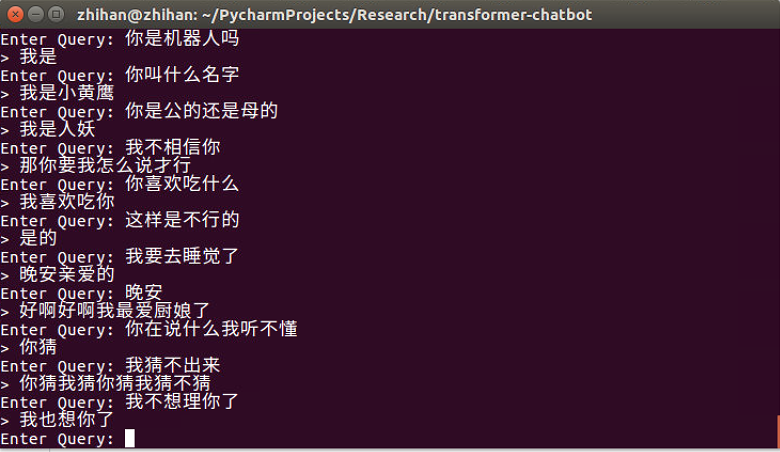 zhihan@zhihan: ~/PycharmProjects/Research/transformer-chatbot
Enter Query: 你是机器人吗
> 我是
Enter Query: 你叫什么名字
> 我是小黄鹰
Enter Query: 你是公的还是母的
> 我是人妖
Enter Query: 我不相信你
> 那你要我怎么说才行
Enter Query: 你喜欢吃什么
> 我喜欢吃你
Enter Query: 这样是不行的
> 是的
Enter Query: 我要去睡觉了
> 晚安亲爱的
Enter Query: 晚安
> 好啊好啊我最爱厨娘了
Enter Query: 你在说什么我听不懂
> 你猜
Enter Query: 我猜不出来
> 你猜我猜你猜我猜不猜
Enter Query: 我不想理你了
> 我也想你了
Enter Query: